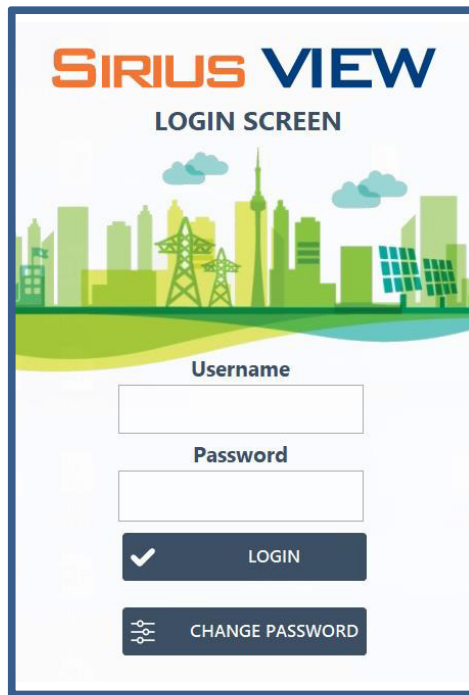 SIRIUS VIEW
LOGIN SCREEN
Username
Password
LOGIN
CHANGE PASSWORD